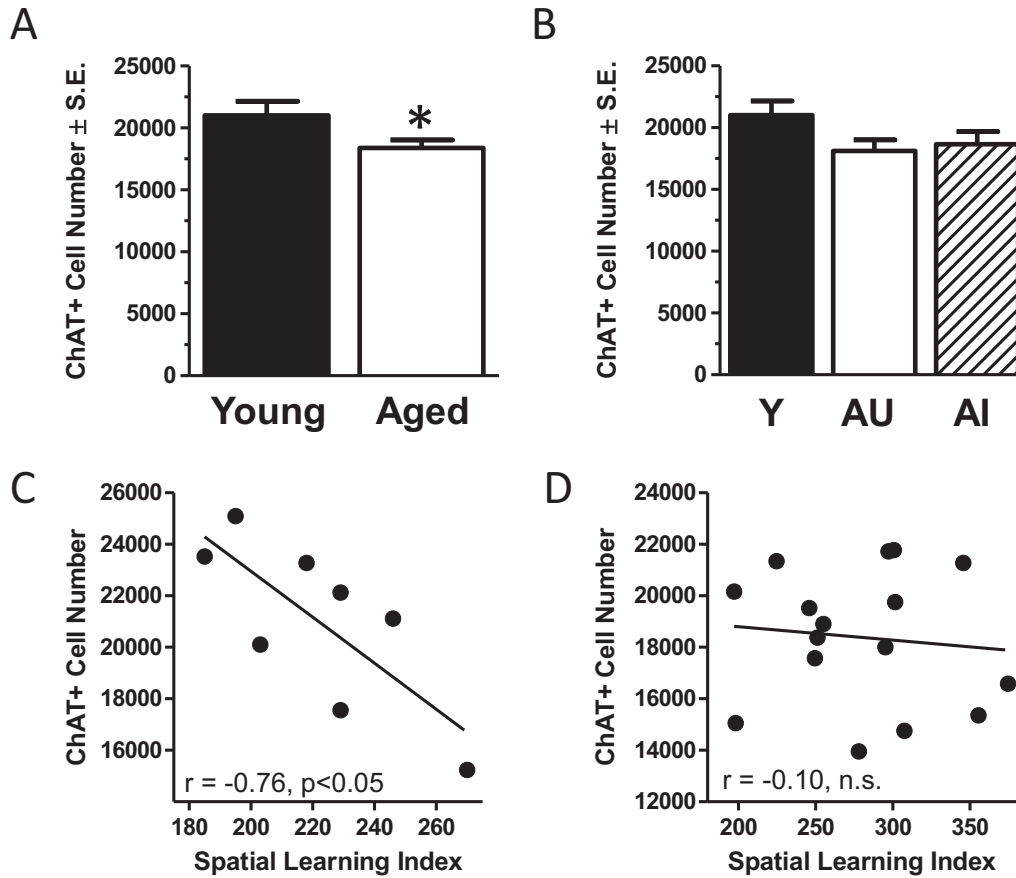 A
ChAT+ Cell Number ± S.E.
25000
20000
15000
10000
5000
0
*
Young Aged
B
ChAT+ Cell Number ± S.E.
25000
20000
15000
10000
5000
0
Y AU AI
C
ChAT+ Cell Number
26000
24000
22000
20000
18000
16000
r = -0.76, p<0.05
180 200 220 240 260
Spatial Learning Index
D
ChAT+ Cell Number
24000
22000
20000
18000
16000
14000
12000
r = -0.10, n.s.
200 250 300 350
Spatial Learning Index